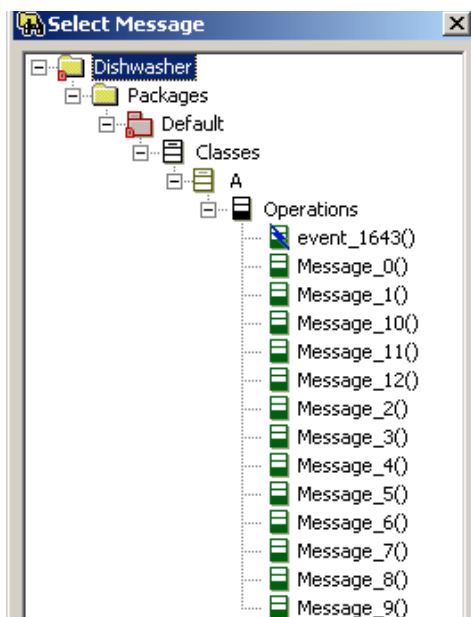 Select Message
Dishwasher
Packages
Default
Classes
A
Operations
event_1643()
Message_0()
Message_1()
Message_10()
Message_11()
Message_12()
Message_2()
Message_3()
Message_4()
Message_5()
Message_6()
Message_7()
Message_8()
Message_9()